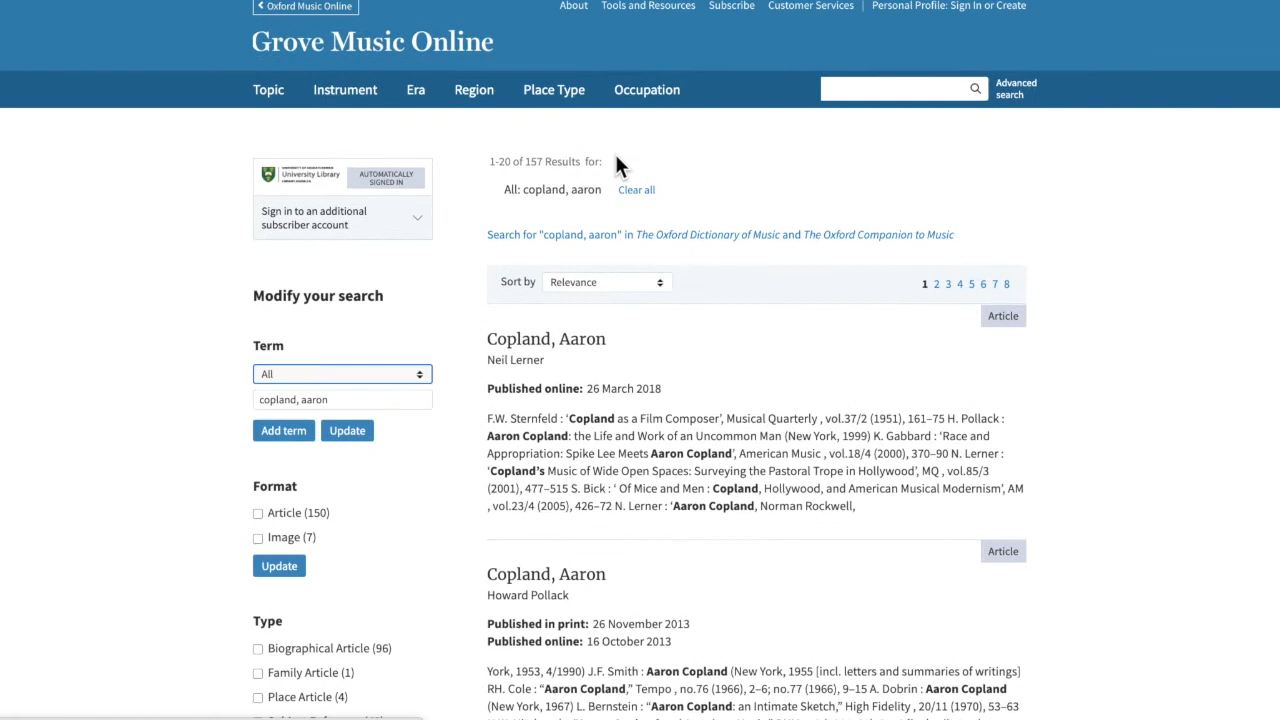 Oxford Music Online
About
Tools and Resources
Subscribe
Customer Services
Personal Profile: Sign In or Create
Grove Music Online
Topic
Instrument
Era
Region
Place Type
Occupation
Advanced
search
University Library
AUTOMATICALLY
SIGNED IN
Sign in to an additional
subscriber account
1-20 of 157 Results for:
All: copland, aaron Clear all
Search for "copland, aaron" in The Oxford Dictionary of Music and The Oxford Companion to Music
Modify your search
Term
All
copland, aaron
Add term
Update
Format
Article (150)
Image (7)
Update
Type
Biographical Article (96)
Family Article (1)
Place Article (4)
Sort by Relevance
1 2 3 4 5 6 7 8
Article
Copland, Aaron
Neil Lerner
Published online: 26 March 2018
F.W. Sternfeld : ‘Copland as a Film Composer’, Musical Quarterly , vol.37/2 (1951), 161–75 H. Pollack :
Aaron Copland: the Life and Work of an Uncommon Man (New York, 1999) K. Gabbard : ‘Race and
Appropriation: Spike Lee Meets Aaron Copland’, American Music , vol.18/4 (2000), 370–90 N. Lerner :
‘Copland’s Music of Wide Open Spaces: Surveying the Pastoral Trope in Hollywood’, MQ , vol.85/3
(2001), 477–515 S. Bick : ‘ Of Mice and Men : Copland, Hollywood, and American Musical Modernism’, AM
, vol.23/4 (2005), 426–72 N. Lerner : ‘Aaron Copland, Norman Rockwell,
Article
Copland, Aaron
Howard Pollack
Published in print: 26 November 2013
Published online: 16 October 2013
York, 1953, 4/1990) J.F. Smith : Aaron Copland (New York, 1955 [incl. letters and summaries of writings]
RH. Cole : “Aaron Copland,” Tempo , no.76 (1966), 2–6; no.77 (1966), 9–15 A. Dobrin : Aaron Copland
(New York, 1967) L. Bernstein : “Aaron Copland: an Intimate Sketch,” High Fidelity , 20/11 (1970), 53–63